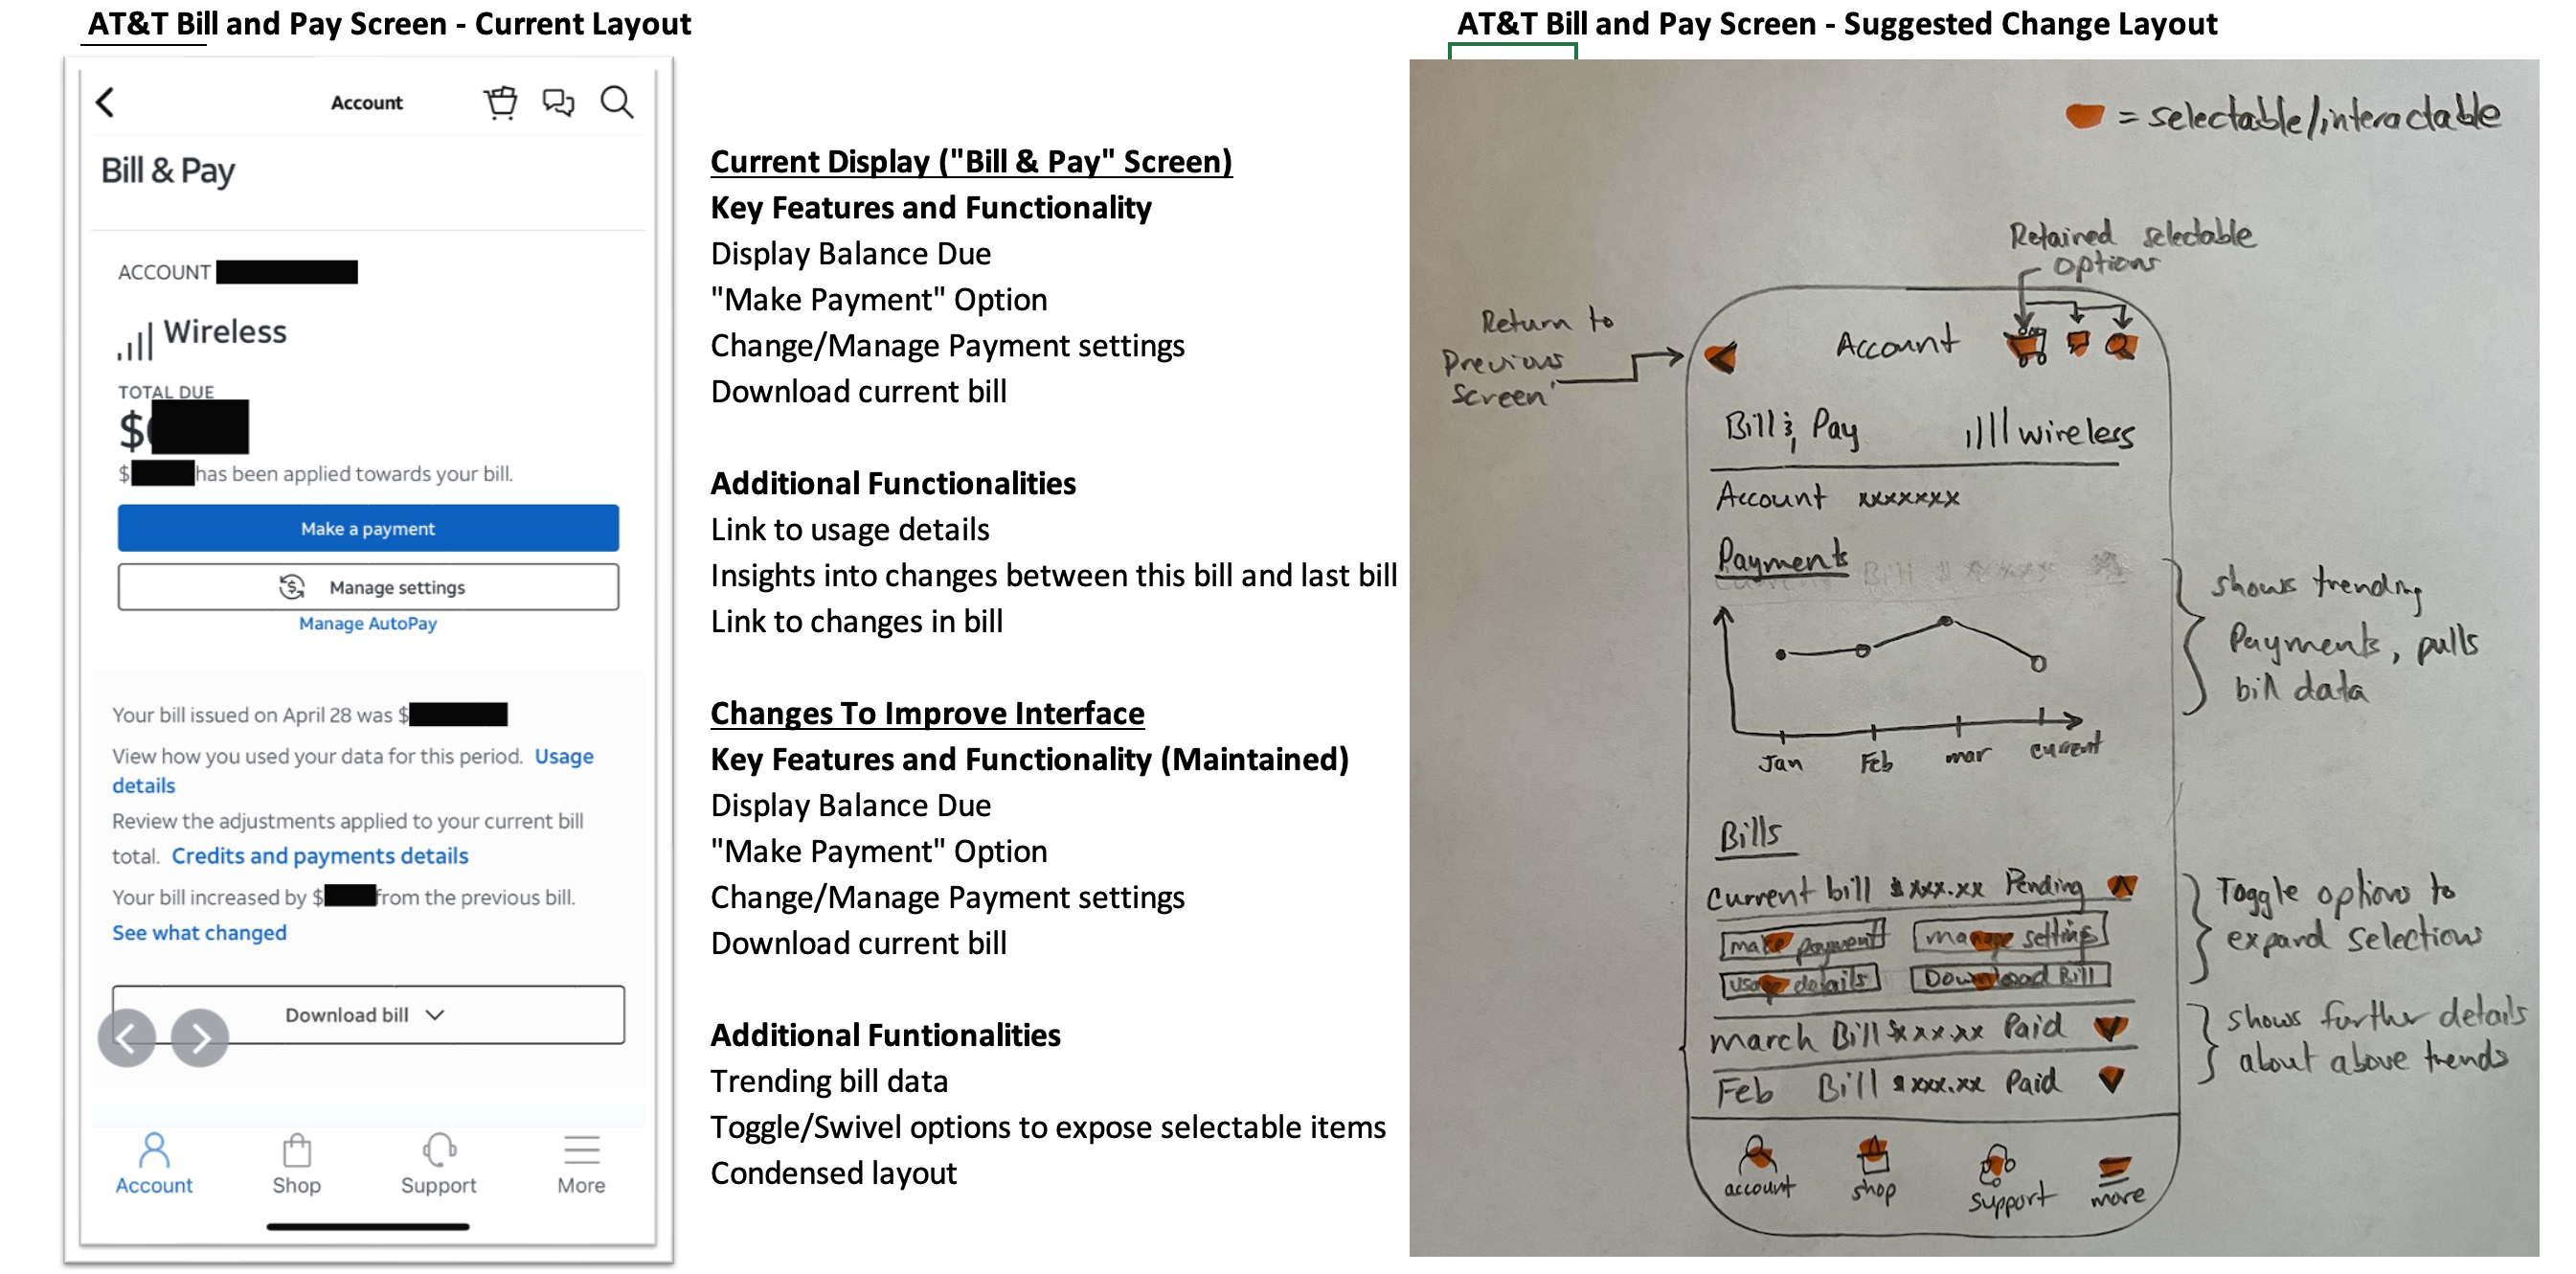 AT&T Bill and Pay Screen - Current Layout
Account
Bill & Pay
ACCOUNT
Wireless
TOTAL DUE
$
$ has been applied towards your bill.
Make a payment
Manage settings
Manage AutoPay
Your bill issued on April 28 was $
View how you used your data for this period. Usage
details
Review the adjustments applied to your current bill
total. Credits and payments details
Your bill increased by $ from the previous bill.
See what changed
Download bill
Account Shop Support More
Current Display ("Bill & Pay" Screen)
Key Features and Functionality
Display Balance Due
"Make Payment" Option
Change/Manage Payment settings
Download current bill
Additional Functionalities
Link to usage details
Insights into changes between this bill and last bill
Link to changes in bill
Changes To Improve Interface
Key Features and Functionality (Maintained)
Display Balance Due
"Make Payment" Option
Change/Manage Payment settings
Download current bill
Additional Funtionalities
Trending bill data
Toggle/Swivel options to expose selectable items
Condensed layout
AT&T Bill and Pay Screen - Suggested Change Layout
= selectable/interactable
Retained selectable
options
Return to
Previous
Screen
Account
Bill & Pay wireless
Account xxxxxxx
Payments
shows trending
Payments, pulls
bill data
Jan Feb mar current
Bills
Current bill $xxx.xx Pending
make payment manage settings
usage details Download Bill
Toggle options to
expand selections
march Bill $xxx.xx Paid
Feb Bill $xxx.xx Paid
shows further details
about above trends
account shop support more